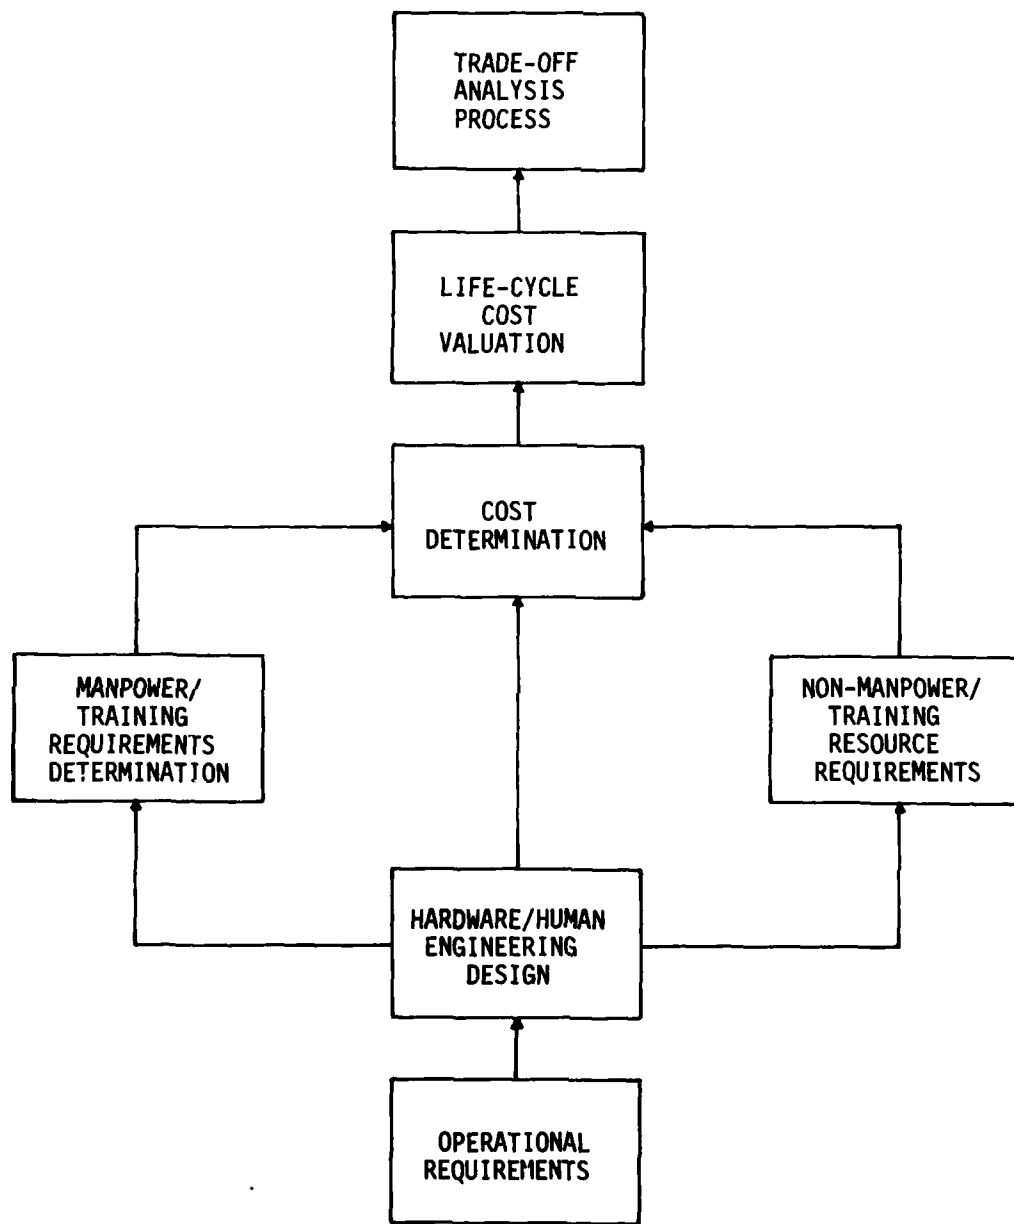 TRADE-OFF
ANALYSIS
PROCESS
LIFE-CYCLE
COST
VALUATION
COST
DETERMINATION
MANPOWER/
TRAINING
REQUIREMENTS
DETERMINATION
NON-MANPOWER/
TRAINING
RESOURCE
REQUIREMENTS
HARDWARE/HUMAN
ENGINEERING
DESIGN
OPERATIONAL
REQUIREMENTS